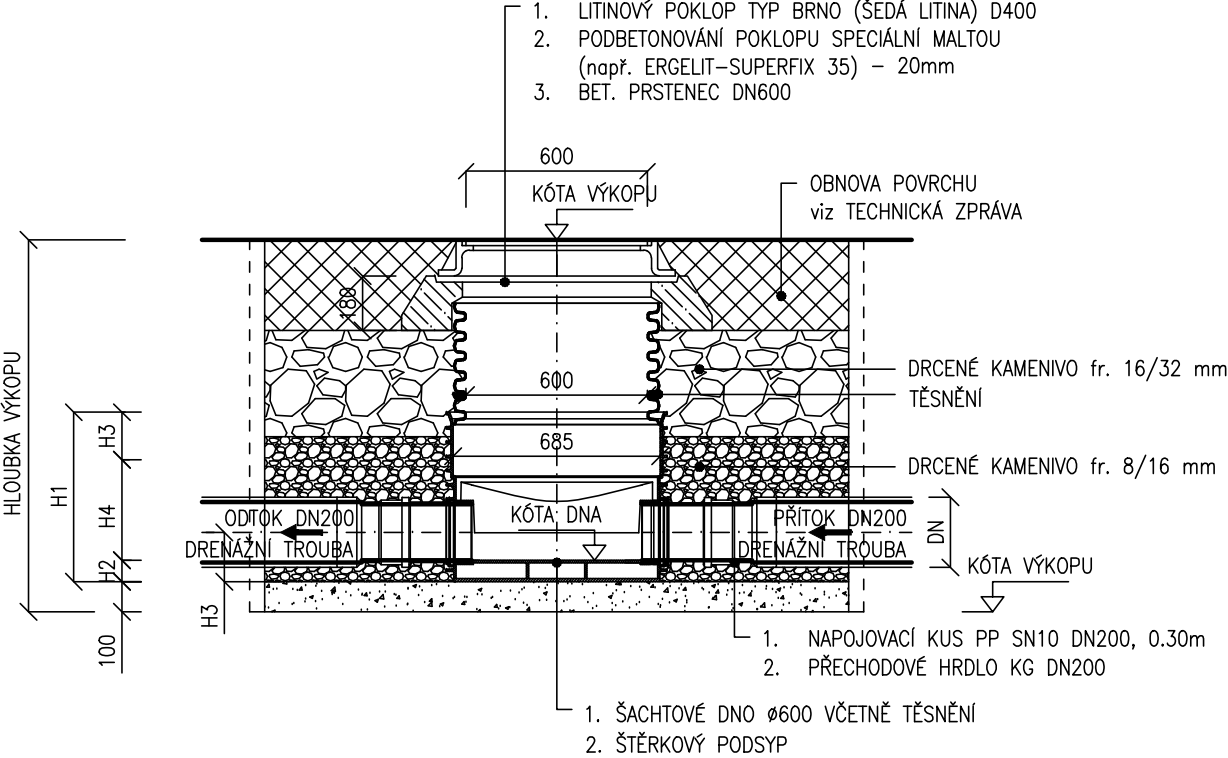 1. LITINOVÝ POKLOP TYP BRNO (ŠEDÁ LITINA) D400
2. PODBETONOVÁNÍ POKLOPU SPECIÁLNÍ MALTOU
(např. ERGELIT-SUPERFIX 35) – 20mm
3. BET. PRSTENEC DN600
600
KÓTA VÝKOPU
OBNOVA POVRCHU
viz TECHNICKÁ ZPRÁVA
180
HLOUBKA VÝKOPU
DRCENÉ KAMENIVO fr. 16/32 mm
600
TĚSNĚNÍ
H3
685
DRCENÉ KAMENIVO fr. 8/16 mm
H1
H4
ODTOK DN200
DRENÁŽNÍ TROUBA
KÓTA DNA
PŘÍTOK DN200
DRENÁŽNÍ TROUBA
DN
H2
KÓTA VÝKOPU
H3
100
1. NAPOJOVACÍ KUS PP SN10 DN200, 0.30m
2. PŘECHODOVÉ HRDLO KG DN200
1. ŠACHTOVÉ DNO ø600 VČETNĚ TĚSNĚNÍ
2. ŠTĚRKOVÝ PODSYP